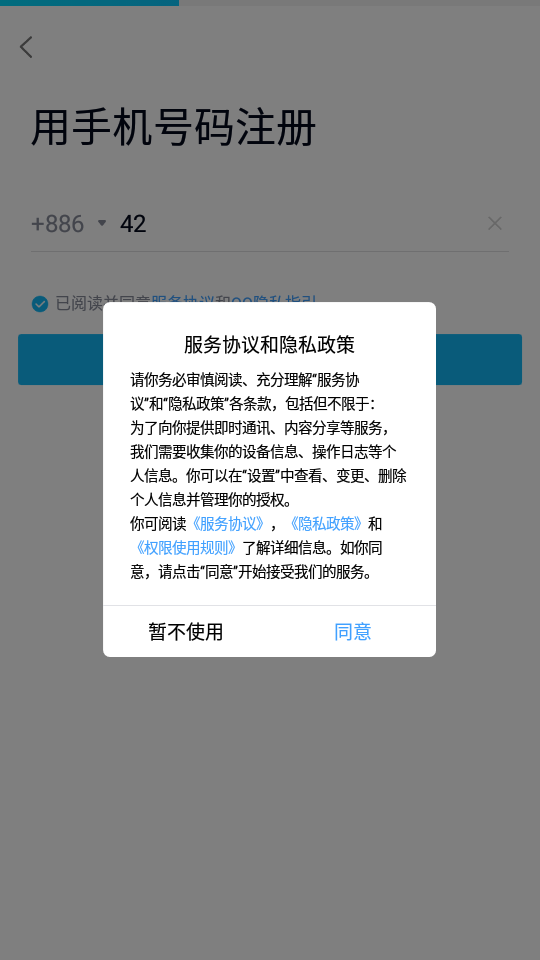 用手机号码注册
+886 42
已阅读并同意服务协议和QQ隐私指引
服务协议和隐私政策
请你务必审慎阅读、充分理解“服务协
议”和“隐私政策”各条款，包括但不限于：
为了向你提供即时通讯、内容分享等服务，
我们需要收集你的设备信息、操作日志等个
人信息。你可以在“设置”中查看、变更、删除
个人信息并管理你的授权。
你可阅读《服务协议》，《隐私政策》和
《权限使用规则》了解详细信息。如你同
意，请点击“同意”开始接受我们的服务。
暂不使用 同意